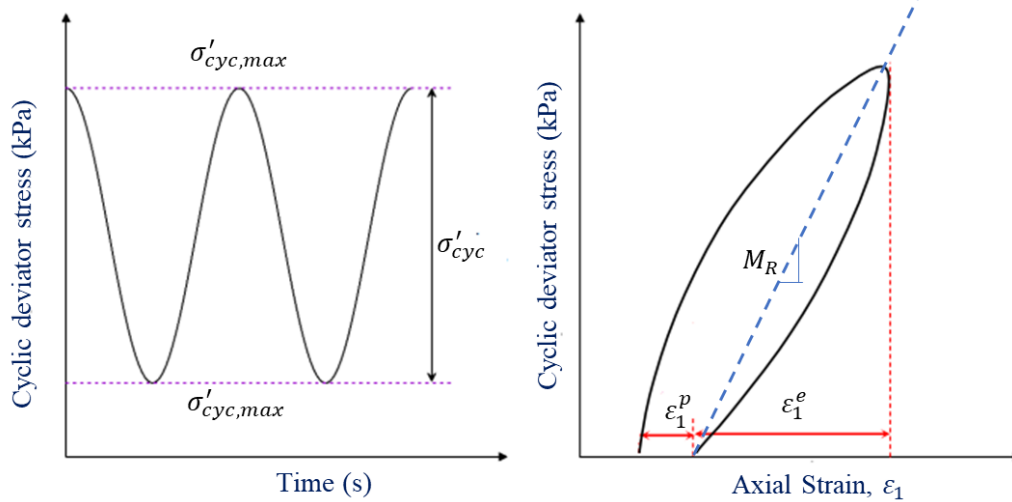 Cyclic deviator stress (kPa)
σ′cyc,max
σ′cyc
σ′cyc,max
Time (s)
Cyclic deviator stress (kPa)
M_R
ε₁ᵖ
ε₁ᵉ
Axial Strain, ε₁